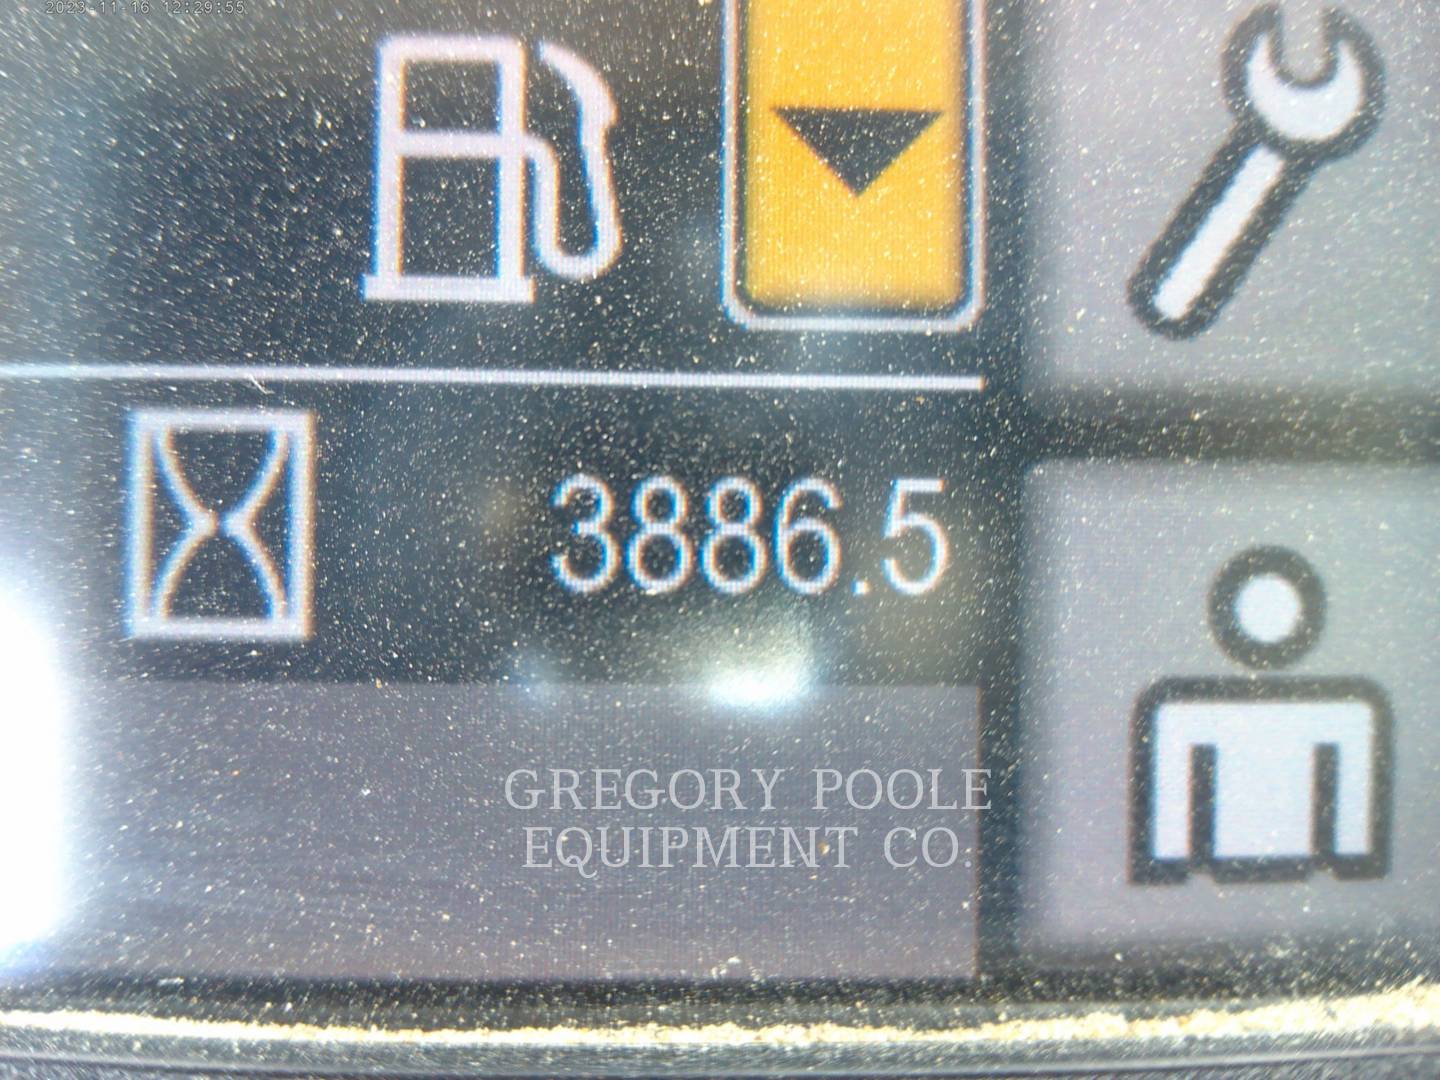 2023-11-16 12:29:55
3886.5
GREGORY POOLE
EQUIPMENT CO.